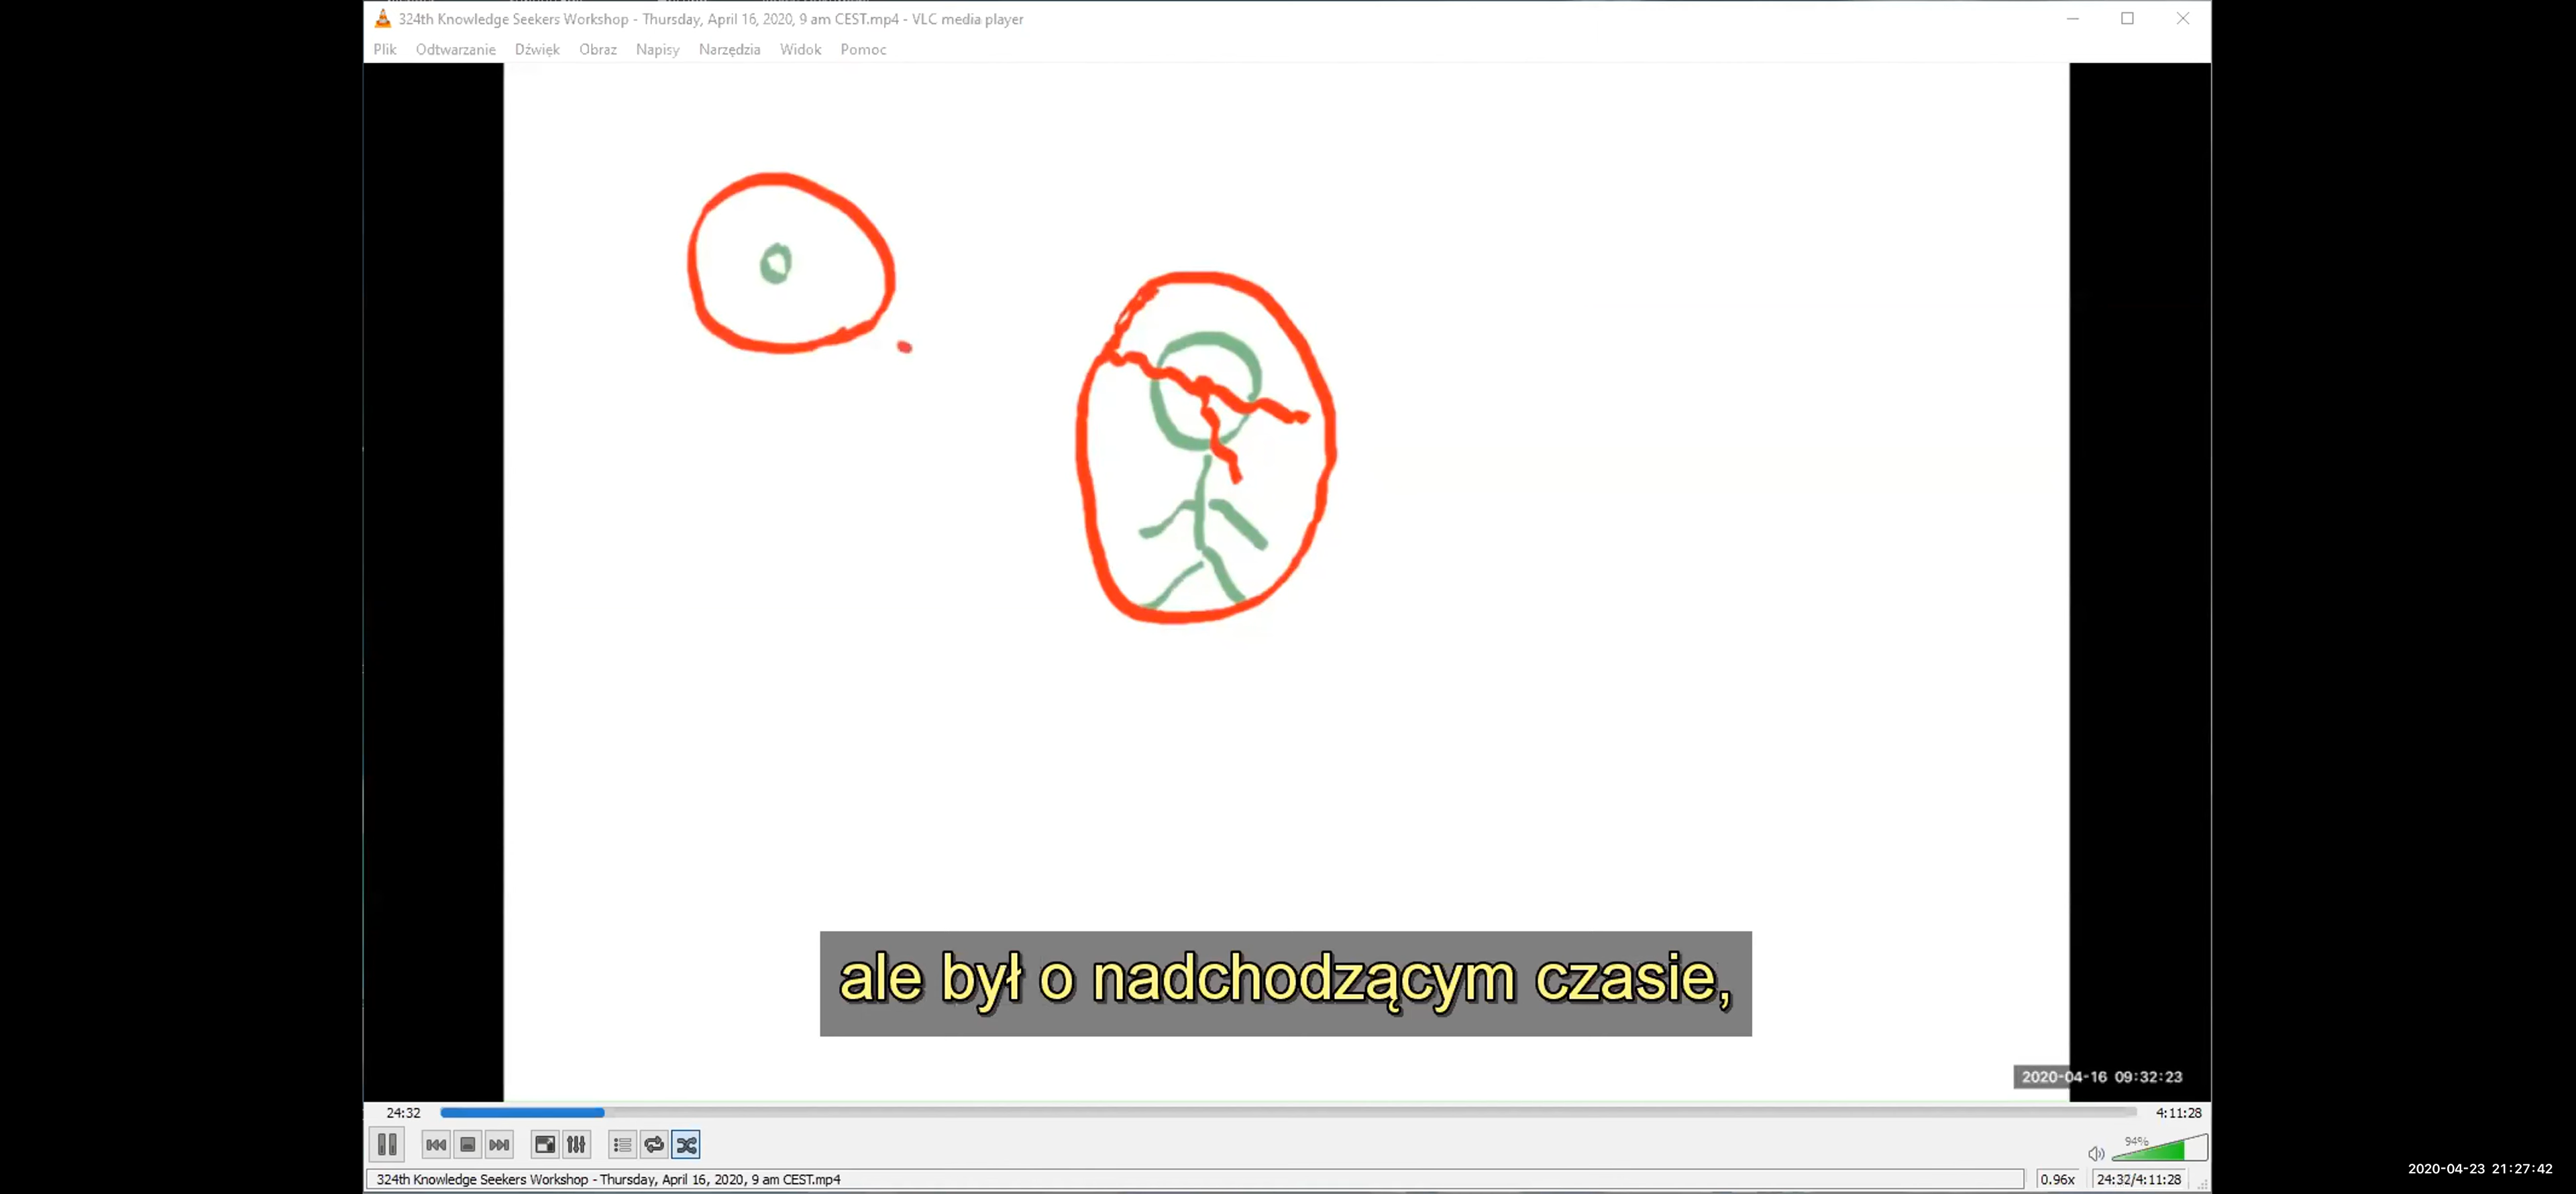 324th Knowledge Seekers Workshop - Thursday, April 16, 2020, 9 am CEST.mp4 - VLC media player
Plik Odtwarzanie Dźwięk Obraz Napisy Narzędzia Widok Pomoc
ale był o nadchodzącym czasie,
2020-04-16 09:32:23
24:32 4:11:28
94%
324th Knowledge Seekers Workshop - Thursday, April 16, 2020, 9 am CEST.mp4 0.96x 24:32/4:11:28
2020-04-23 21:27:42